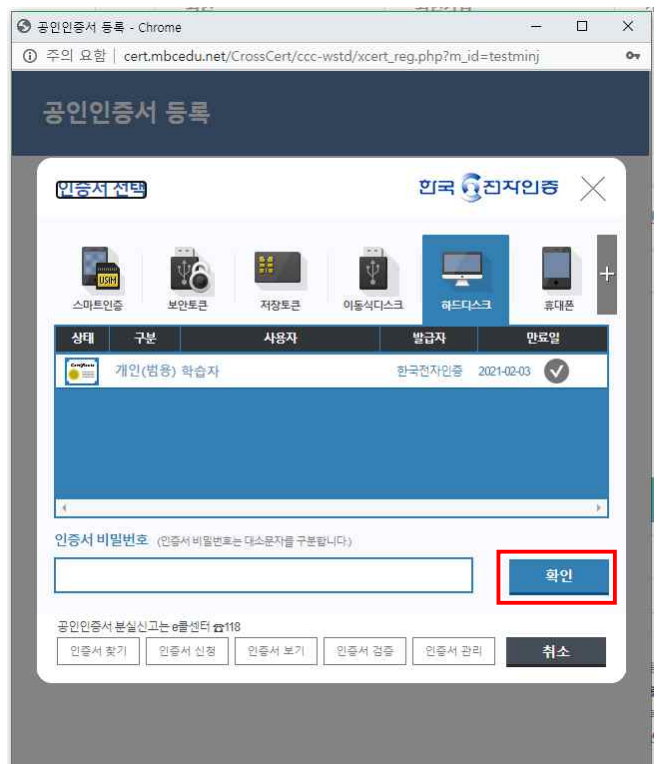 공인인증서 등록 - Chrome
주의 요함 | cert.mbcedu.net/CrossCert/ccc-wstd/xcert_reg.php?m_id=testminj
공인인증서 등록
인증서 선택
한국전자인증
USIM
스마트인증 보안토큰 저장토큰 이동식디스크 하드디스크 휴대폰
상태 구분 사용자 발급자 만료일
개인(범용) 학습자 한국전자인증 2021-02-03
인증서 비밀번호 (인증서 비밀번호는 대소문자를 구분합니다.)
확인
공인인증서 분실신고는 e콜센터 ☎118
인증서 찾기 인증서 신청 인증서 보기 인증서 검증 인증서 관리 취소